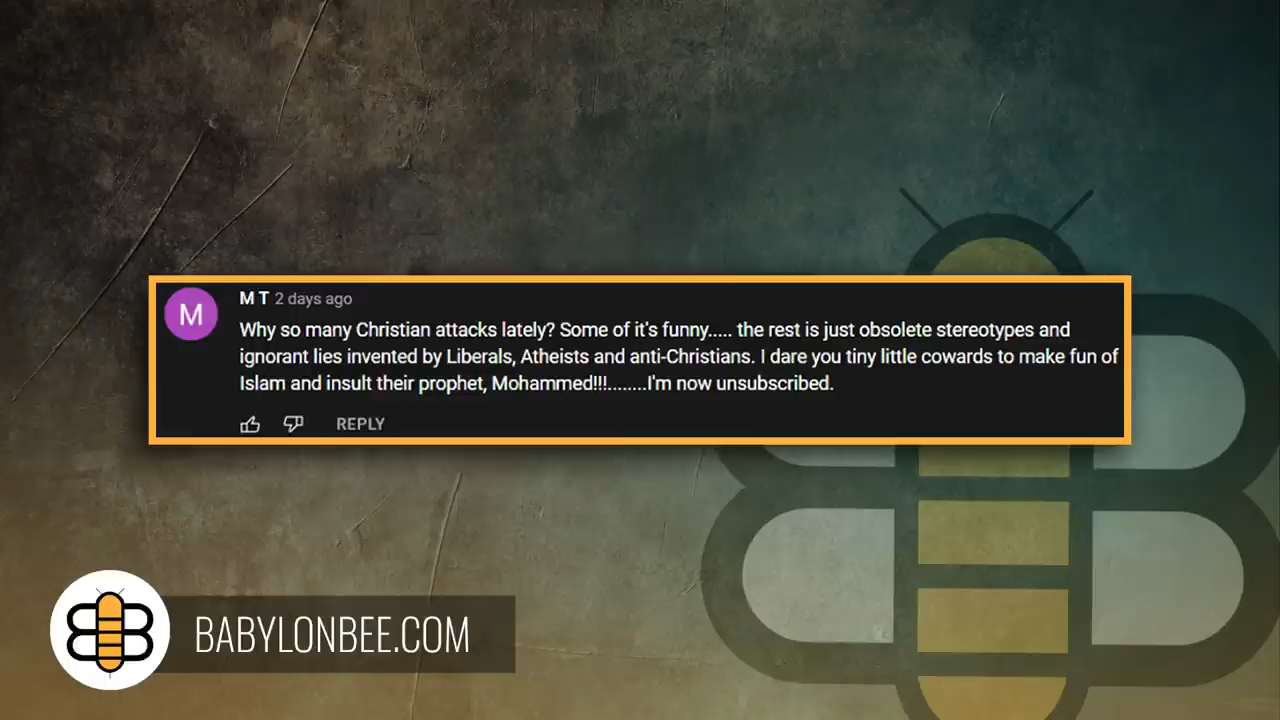 M
M T 2 days ago
Why so many Christian attacks lately? Some of it's funny..... the rest is just obsolete stereotypes and
ignorant lies invented by Liberals, Atheists and anti-Christians. I dare you tiny little cowards to make fun of
Islam and insult their prophet, Mohammed!!!........I'm now unsubscribed.
REPLY
BABYLONBEE.COM